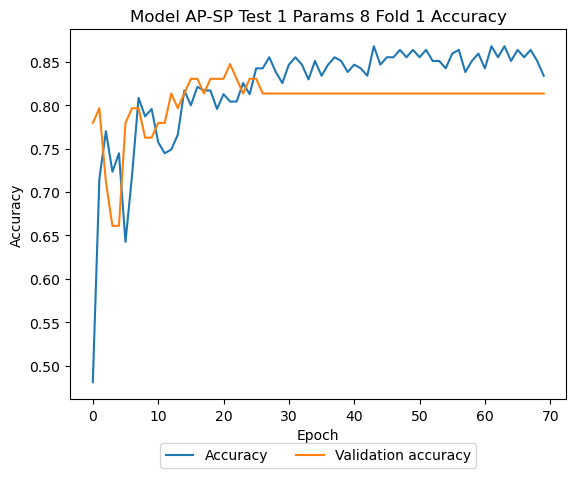 Model AP-SP Test 1 Params 8 Fold 1 Accuracy
Accuracy
0.85
0.80
0.75
0.70
0.65
0.60
0.55
0.50
0 10 20 30 40 50 60 70
Epoch
Accuracy Validation accuracy